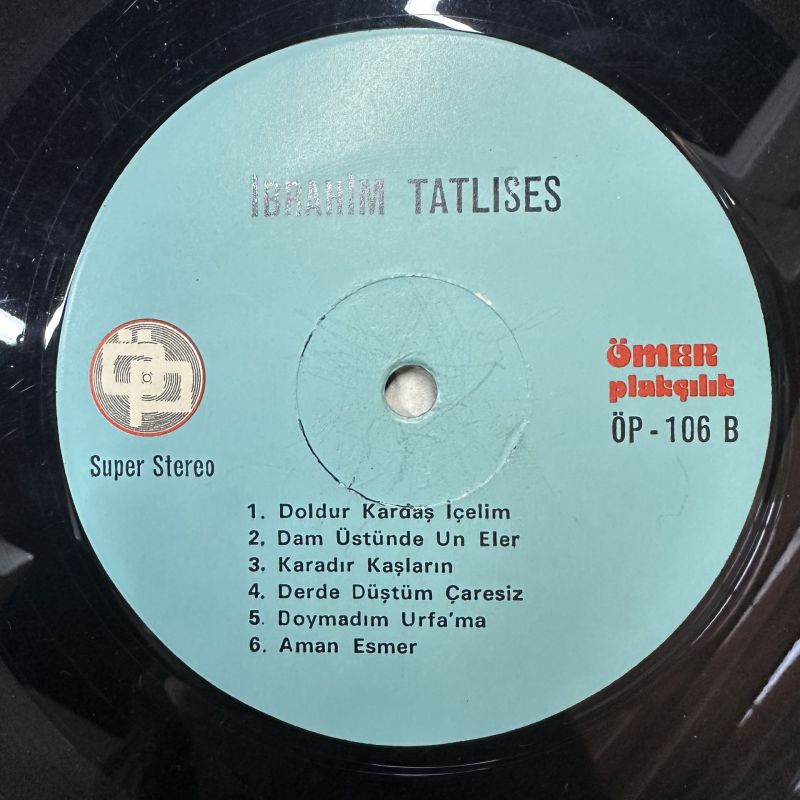 İBRAHİM TATLISES
ÖP
Super Stereo
ÖMER
plakçılık
ÖP - 106 B
1. Doldur Kardaş İçelim
2. Dam Üstünde Un Eler
3. Karadır Kaşların
4. Derde Düştüm Çaresiz
5. Doymadım Urfa'ma
6. Aman Esmer